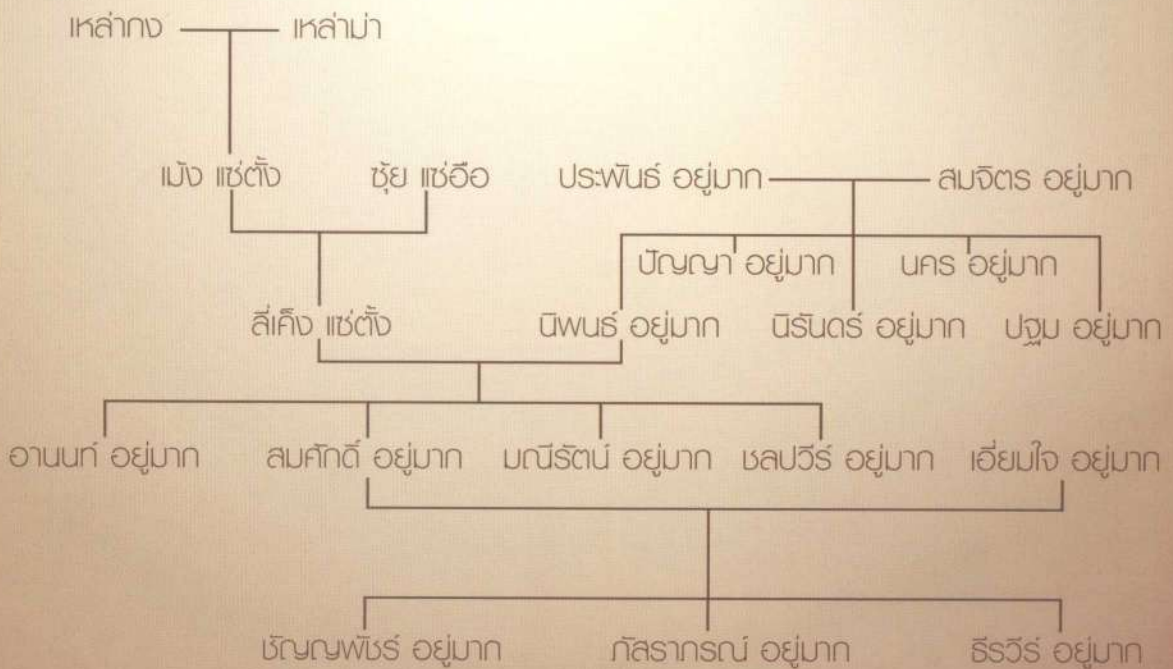 เหล่ากง เหล่าม่า
เม้ง แซ่ตั้ง ซุ้ย แซ่อือ ประพันธ์ อยู่มาก สมจิตร อยู่มาก
ปัญญา อยู่มาก นคร อยู่มาก
ลี่เค็ง แซ่ตั้ง นิพนธ์ อยู่มาก นิรันดร์ อยู่มาก ปฐม อยู่มาก
อานนท์ อยู่มาก สมศักดิ์ อยู่มาก มณีรัตน์ อยู่มาก ชลปวีร์ อยู่มาก เอี่ยมใจ อยู่มาก
ชัญญพัชร์ อยู่มาก ภัสราภรณ์ อยู่มาก ธีรวีร์ อยู่มาก